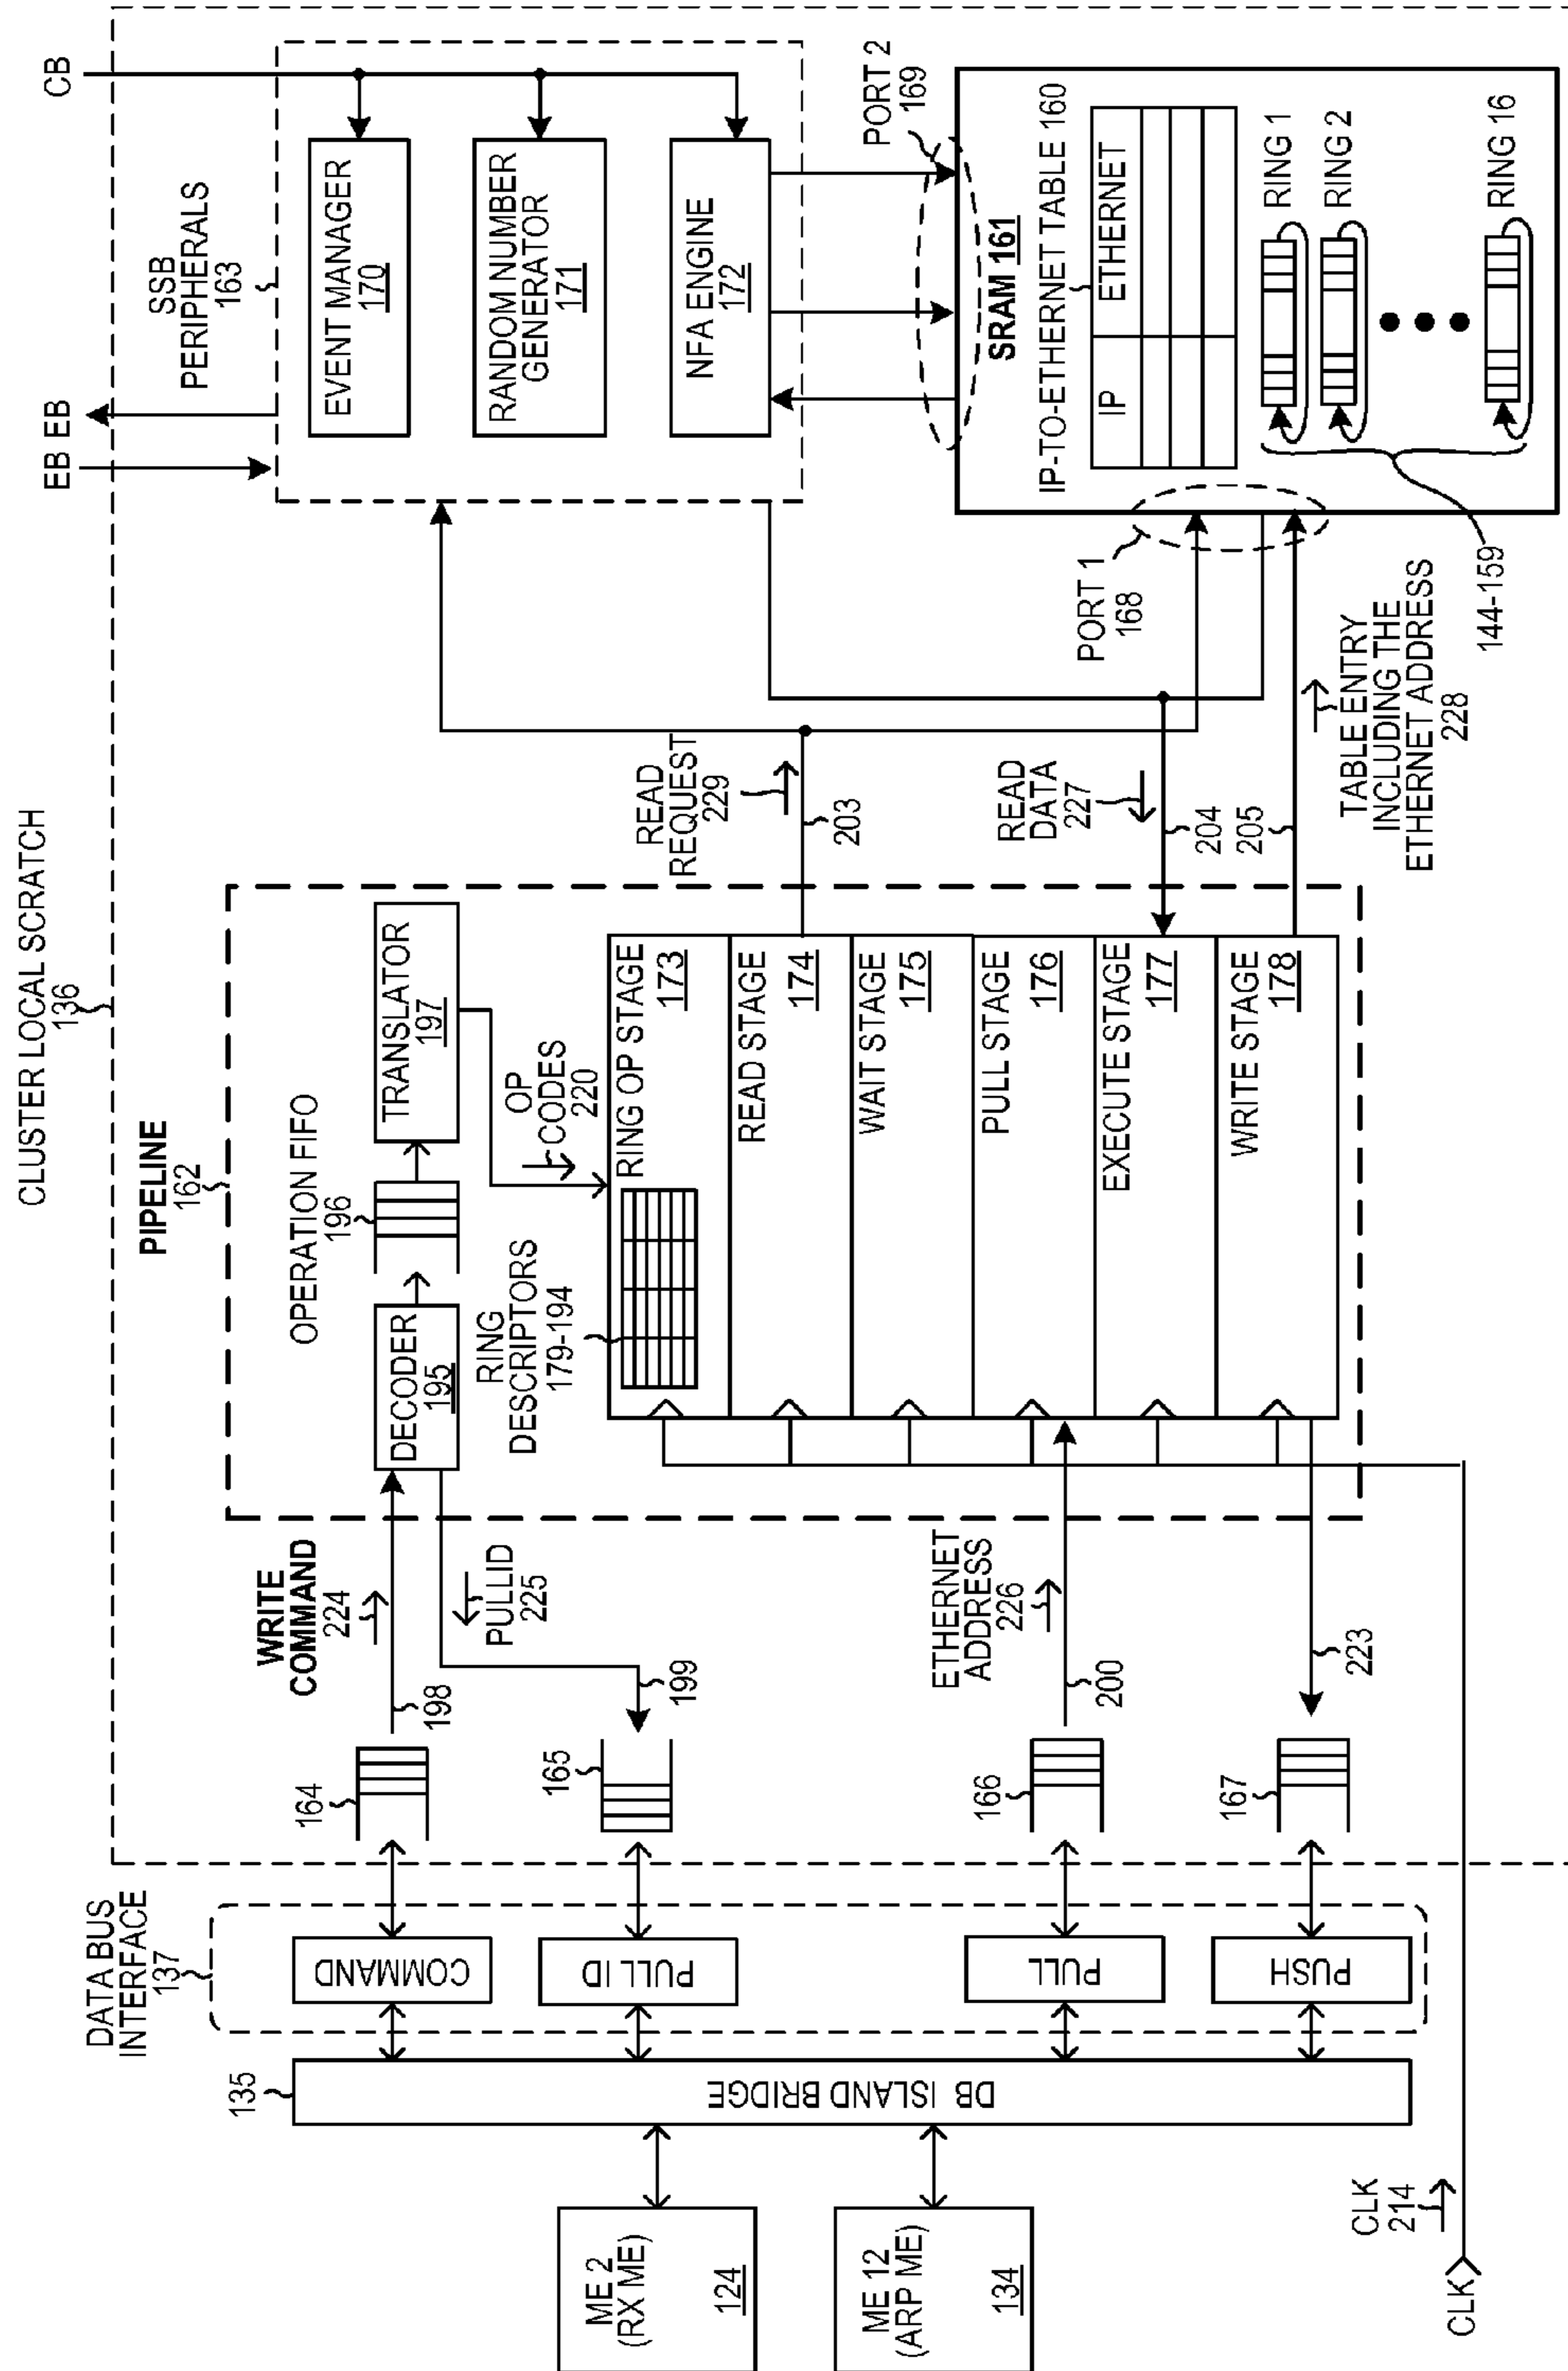 CLUSTER LOCAL SCRATCH
136
CB
EB EB
SSB
PERIPHERALS
163
EVENT MANAGER
170
RANDOM NUMBER
GENERATOR
171
NFA ENGINE
172
PORT 2
169
SRAM 161
IP-TO-ETHERNET TABLE 160
IP
ETHERNET
RING 1
RING 2
RING 16
144-159
PORT 1
168
READ
REQUEST
229
203
READ
DATA
227
204
205
TABLE ENTRY
INCLUDING THE
ETHERNET ADDRESS
228
PIPELINE
162
OPERATION FIFO
196
DECODER
195
TRANSLATOR
197
OP
CODES
220
RING
DESCRIPTORS
179-194
RING OP STAGE
173
READ STAGE
174
WAIT STAGE
175
PULL STAGE
176
EXECUTE STAGE
177
WRITE STAGE
178
WRITE
COMMAND
224
198
PULLID
225
199
ETHERNET
ADDRESS
226
200
223
164
165
166
167
DATA BUS
INTERFACE
137
COMMAND
PULL ID
PULL
PUSH
135
DB ISLAND BRIDGE
ME 2
(RX ME)
124
ME 12
(ARP ME)
134
CLK
214
CLK